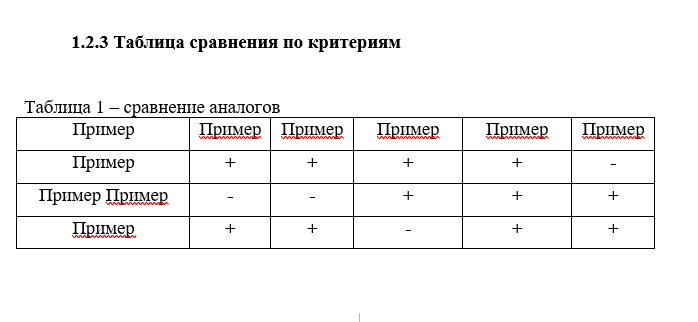 1.2.3 Таблица сравнения по критериям
Таблица 1 – сравнение аналогов
Пример Пример Пример Пример Пример Пример
Пример + + + + -
Пример Пример - - + + +
Пример + + - + +